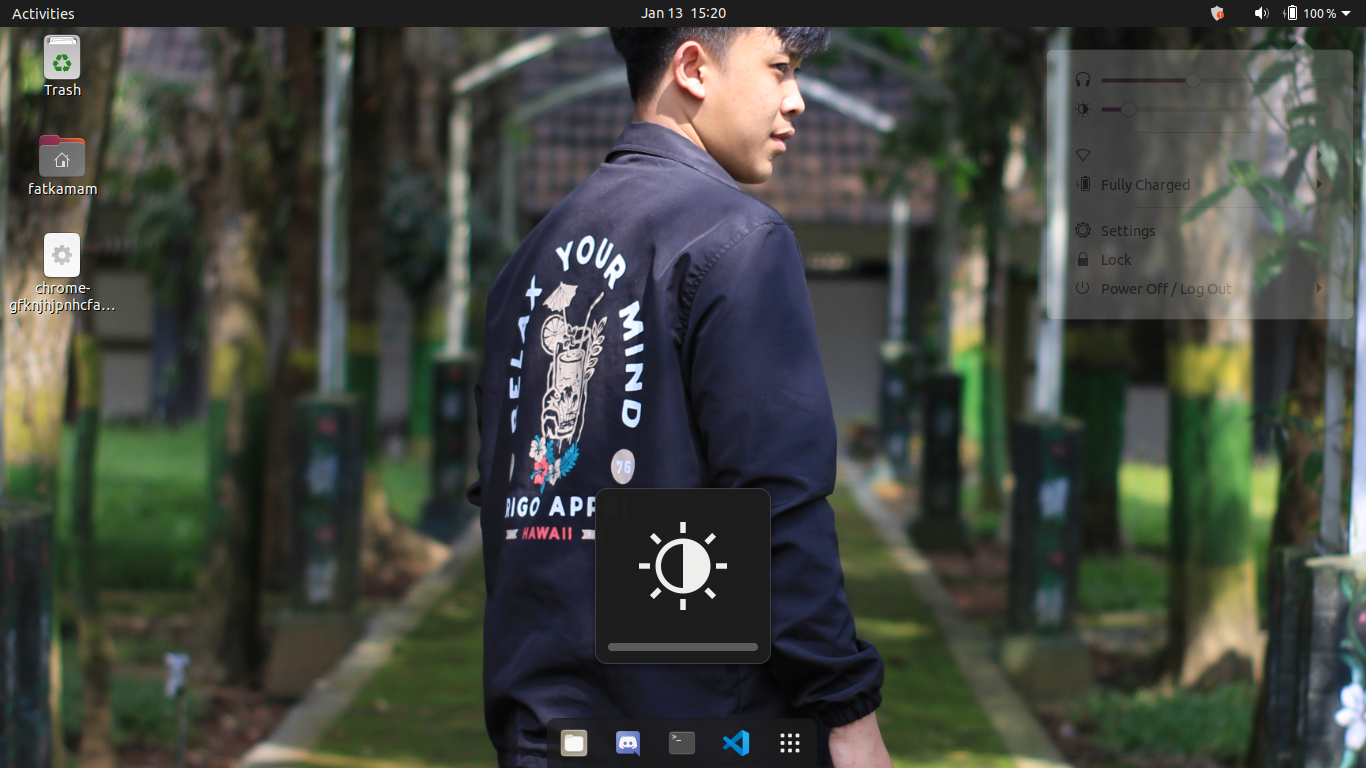 Activities
Jan 13 15:20
100 %
Trash
fatkamam
chrome-
gfknjhjpnhcfa...
Fully Charged
Settings
Lock
Power Off / Log Out
RELAX YOUR MIND
76
RIGO APPRL
HAWAII
>_